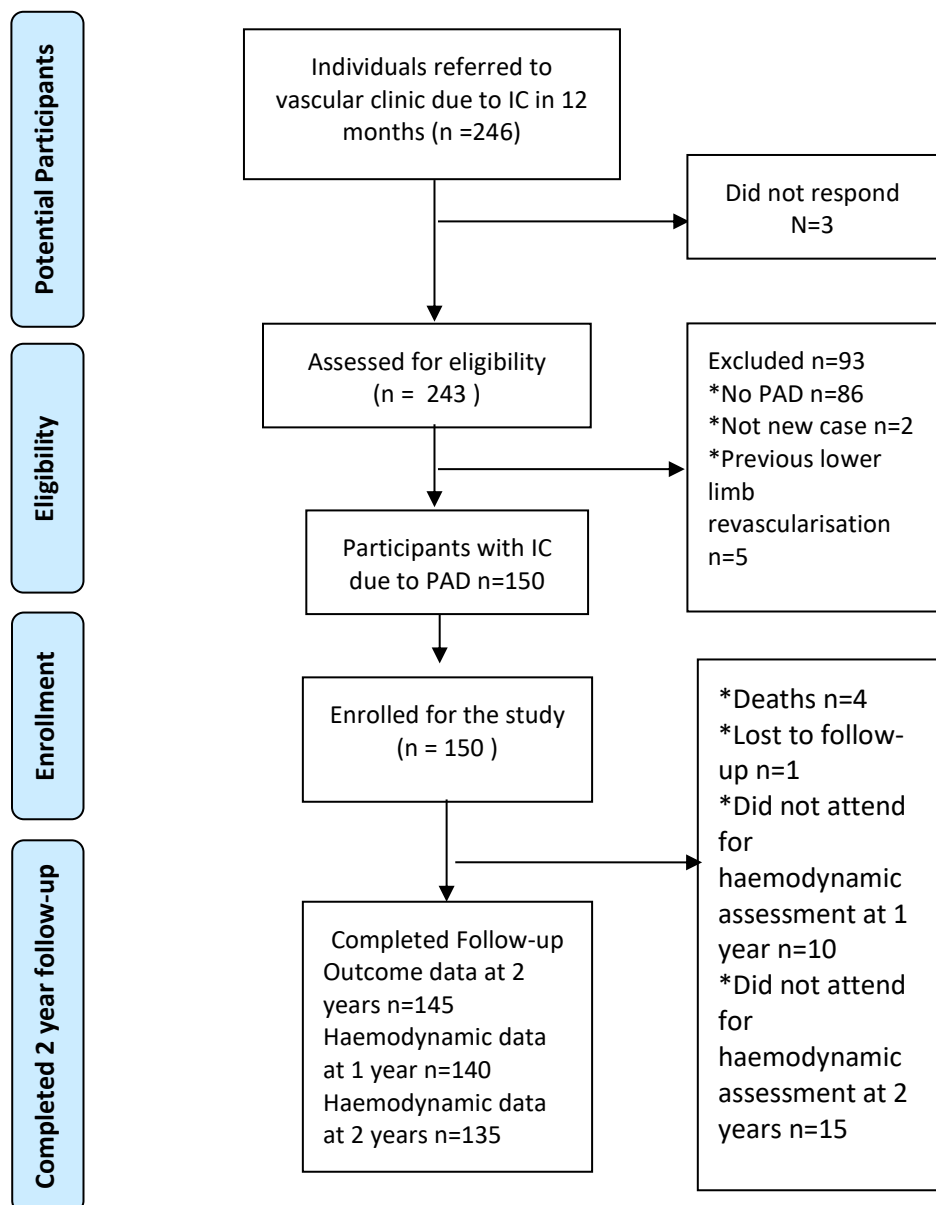 Potential Participants
Individuals referred to
vascular clinic due to IC in 12
months (n =246)
Did not respond
N=3
Eligibility
Assessed for eligibility
(n = 243 )
Excluded n=93
*No PAD n=86
*Not new case n=2
*Previous lower
limb
revascularisation
n=5
Participants with IC
due to PAD n=150
Enrollment
Enrolled for the study
(n = 150 )
*Deaths n=4
*Lost to follow-
up n=1
*Did not attend
for
haemodynamic
assessment at 1
year n=10
*Did not attend
for
haemodynamic
assessment at 2
years n=15
Completed 2 year follow-up
Completed Follow-up
Outcome data at 2
years n=145
Haemodynamic data
at 1 year n=140
Haemodynamic data
at 2 years n=135